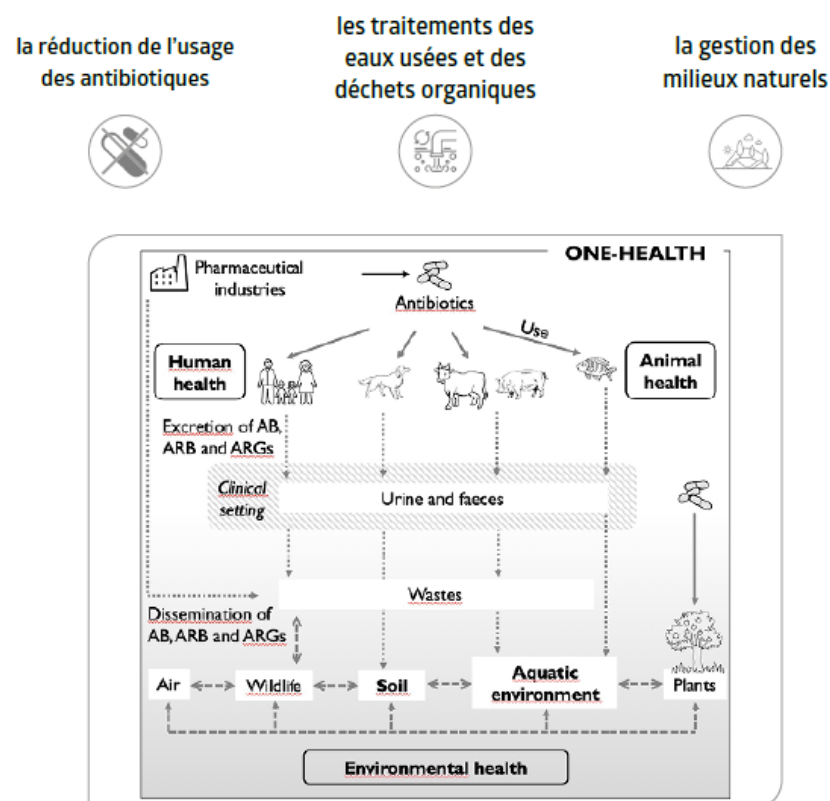 la réduction de l'usage
des antibiotiques
les traitements des
eaux usées et des
déchets organiques
la gestion des
milieux naturels
ONE-HEALTH
Pharmaceutical
industries
Antibiotics
Use
Human
health
Animal
health
Excretion of AB,
ARB and ARGs
Clinical
setting
Urine and faeces
Wastes
Dissemination of
AB, ARB and ARGs
Air
Wildlife
Soil
Aquatic
environment
Plants
Environmental health